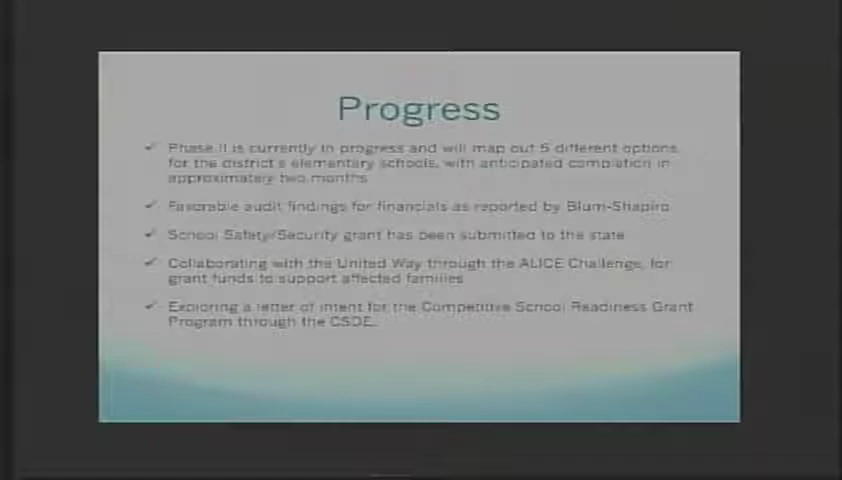 Progress
✓ Phase II is currently in progress and will map out 5 different options
for the district's elementary schools, with anticipated completion in
approximately two months
✓ Favorable audit findings for financials as reported by Blum-Shapiro
✓ School Safety/Security grant has been submitted to the state
✓ Collaborating with the United Way through the ALICE Challenge, for
grant funds to support affected families
✓ Exploring a letter of intent for the Competitive School Readiness Grant
Program through the CSDE.